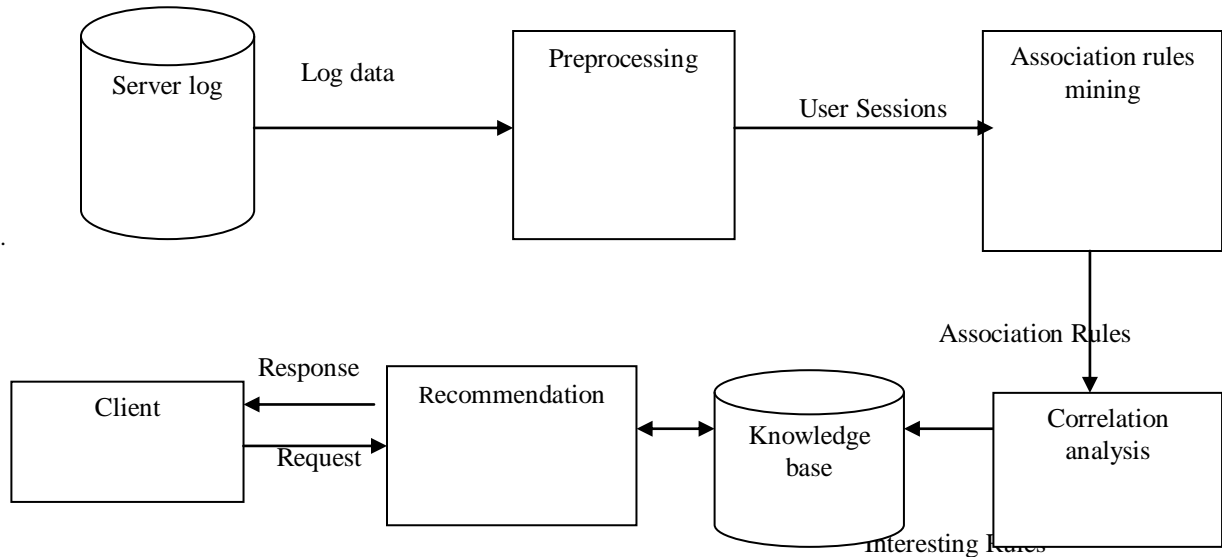 Server log
Log data
Preprocessing
User Sessions
Association rules
mining
.
Association Rules
Response
Client
Request
Recommendation
Knowledge
base
Correlation
analysis
Interesting Rules